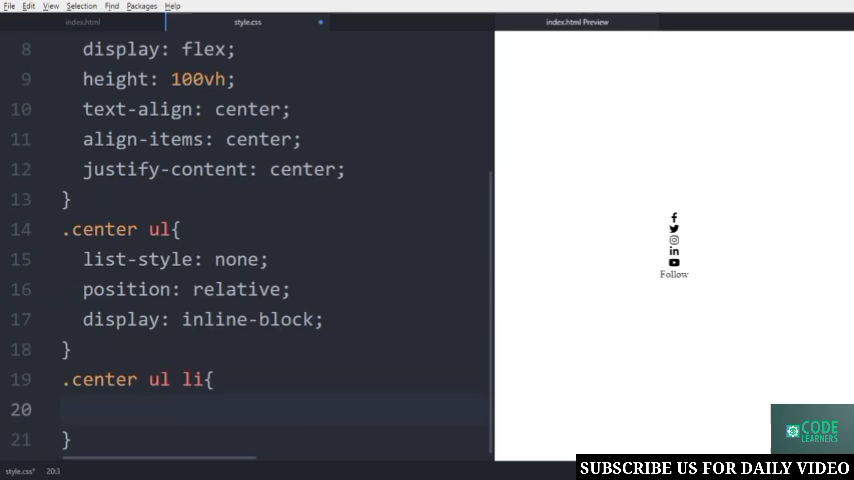 File Edit View Selection Find Packages Help
index.html style.css index.html Preview
8 display: flex;
9 height: 100vh;
10 text-align: center;
11 align-items: center;
12 justify-content: center;
13 }
14 .center ul{
15 list-style: none;
16 position: relative;
17 display: inline-block;
18 }
19 .center ul li{
20
21 }
Follow
CODE
LEARNERS
style.css* 20:3
SUBSCRIBE US FOR DAILY VIDEO